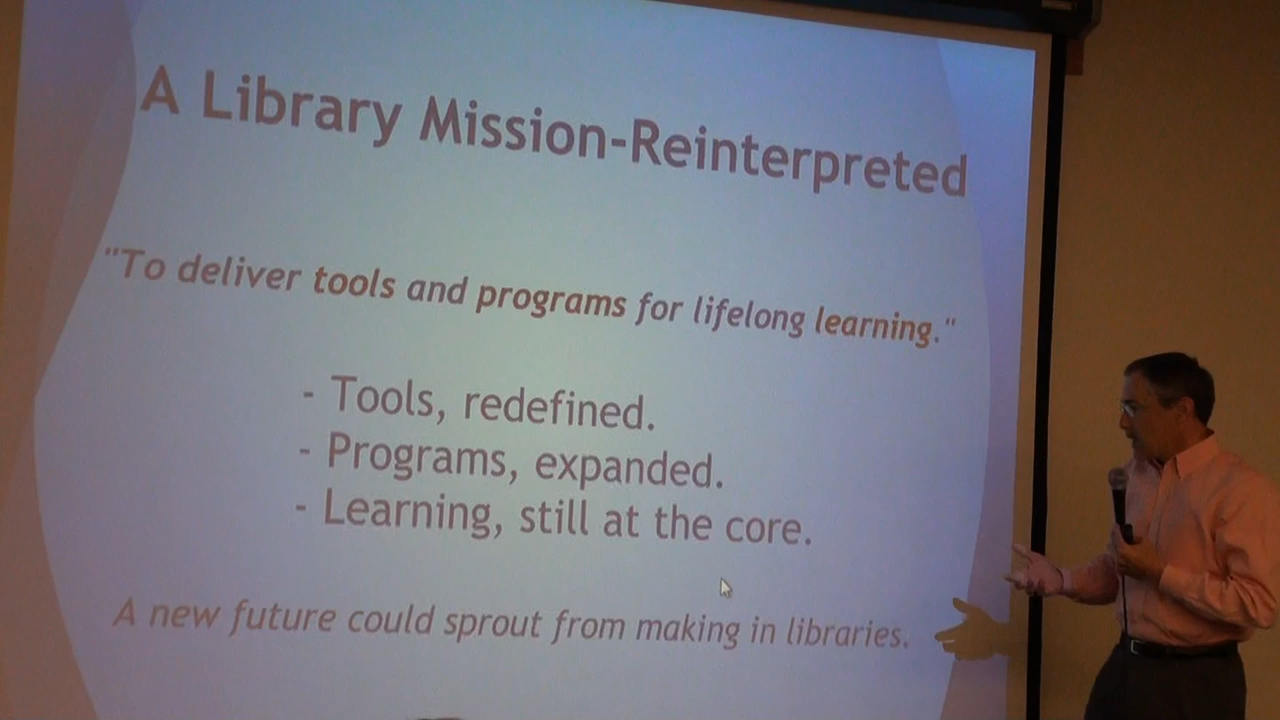 A Library Mission-Reinterpreted
"To deliver tools and programs for lifelong learning."
- Tools, redefined.
- Programs, expanded.
- Learning, still at the core.
A new future could sprout from making in libraries.